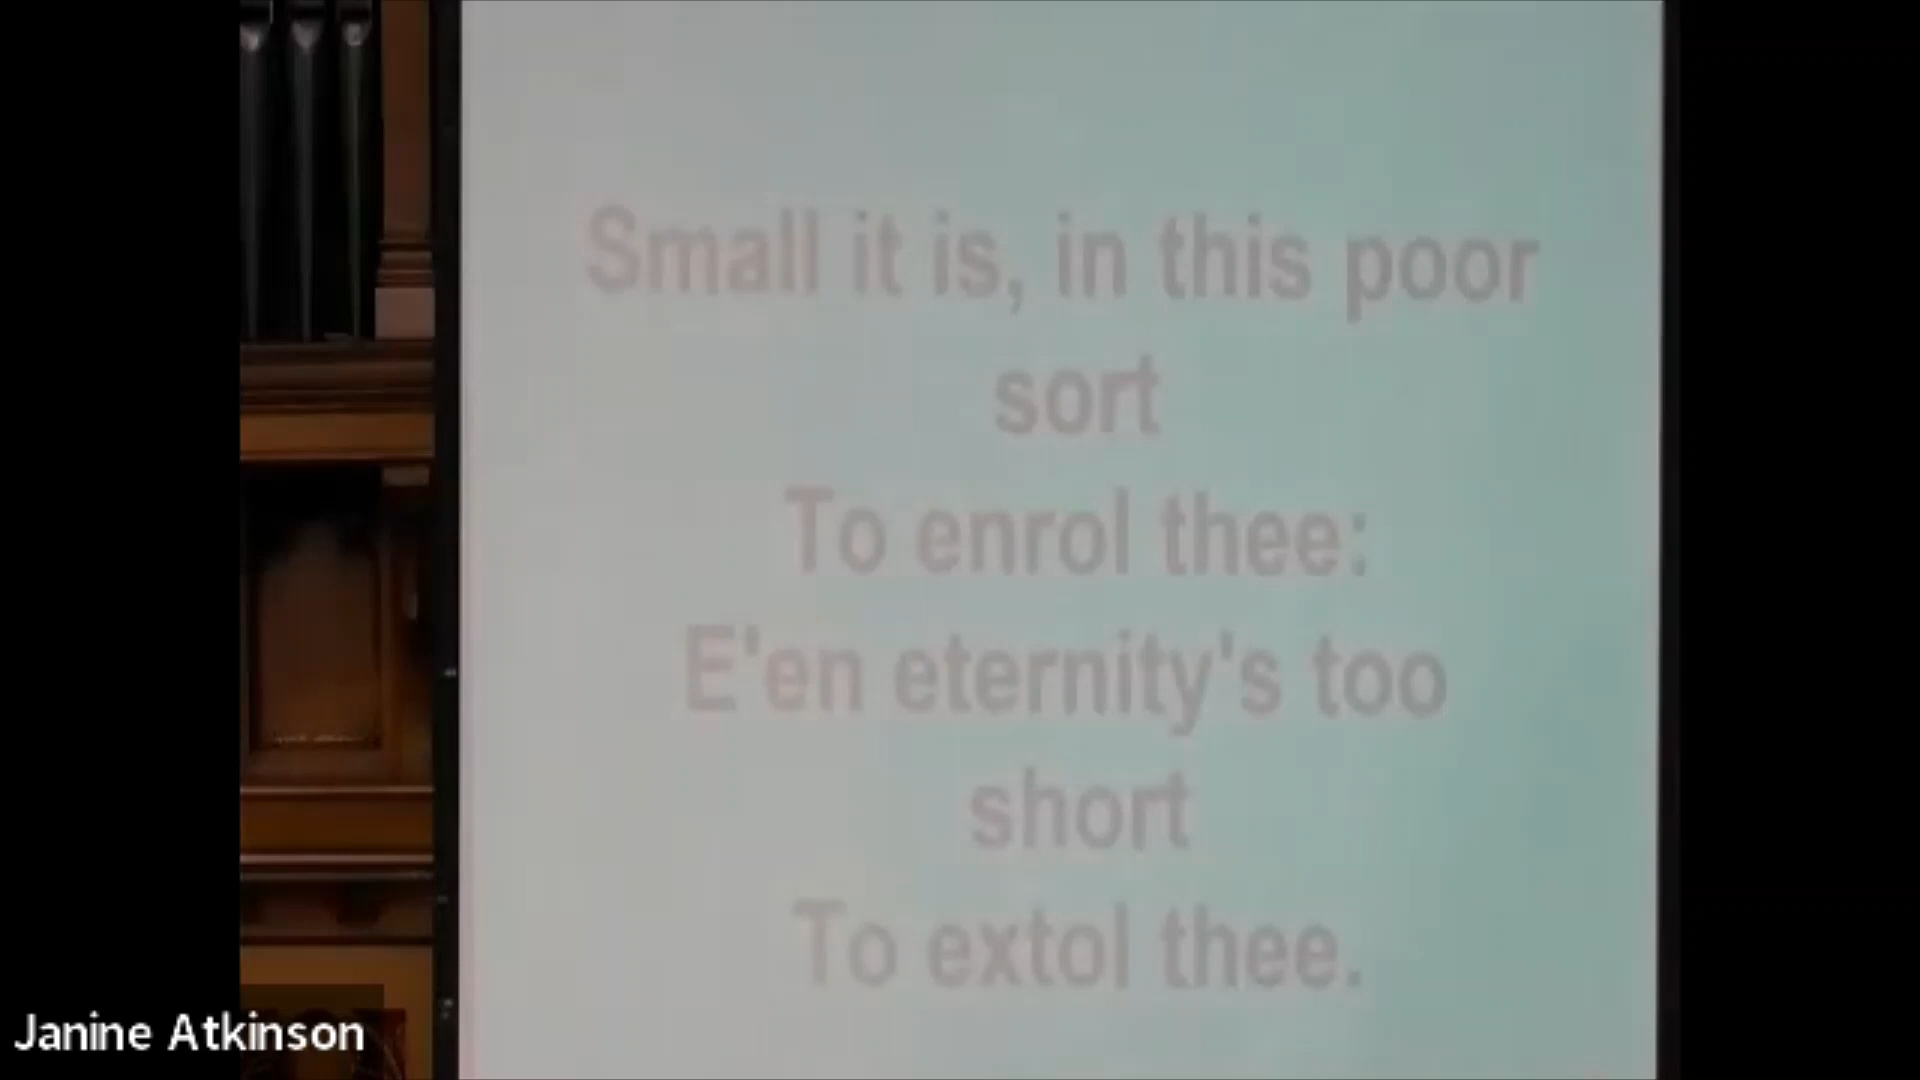 Small it is, in this poor
sort
To enrol thee:
E'en eternity's too
short
To extol thee.
Janine Atkinson